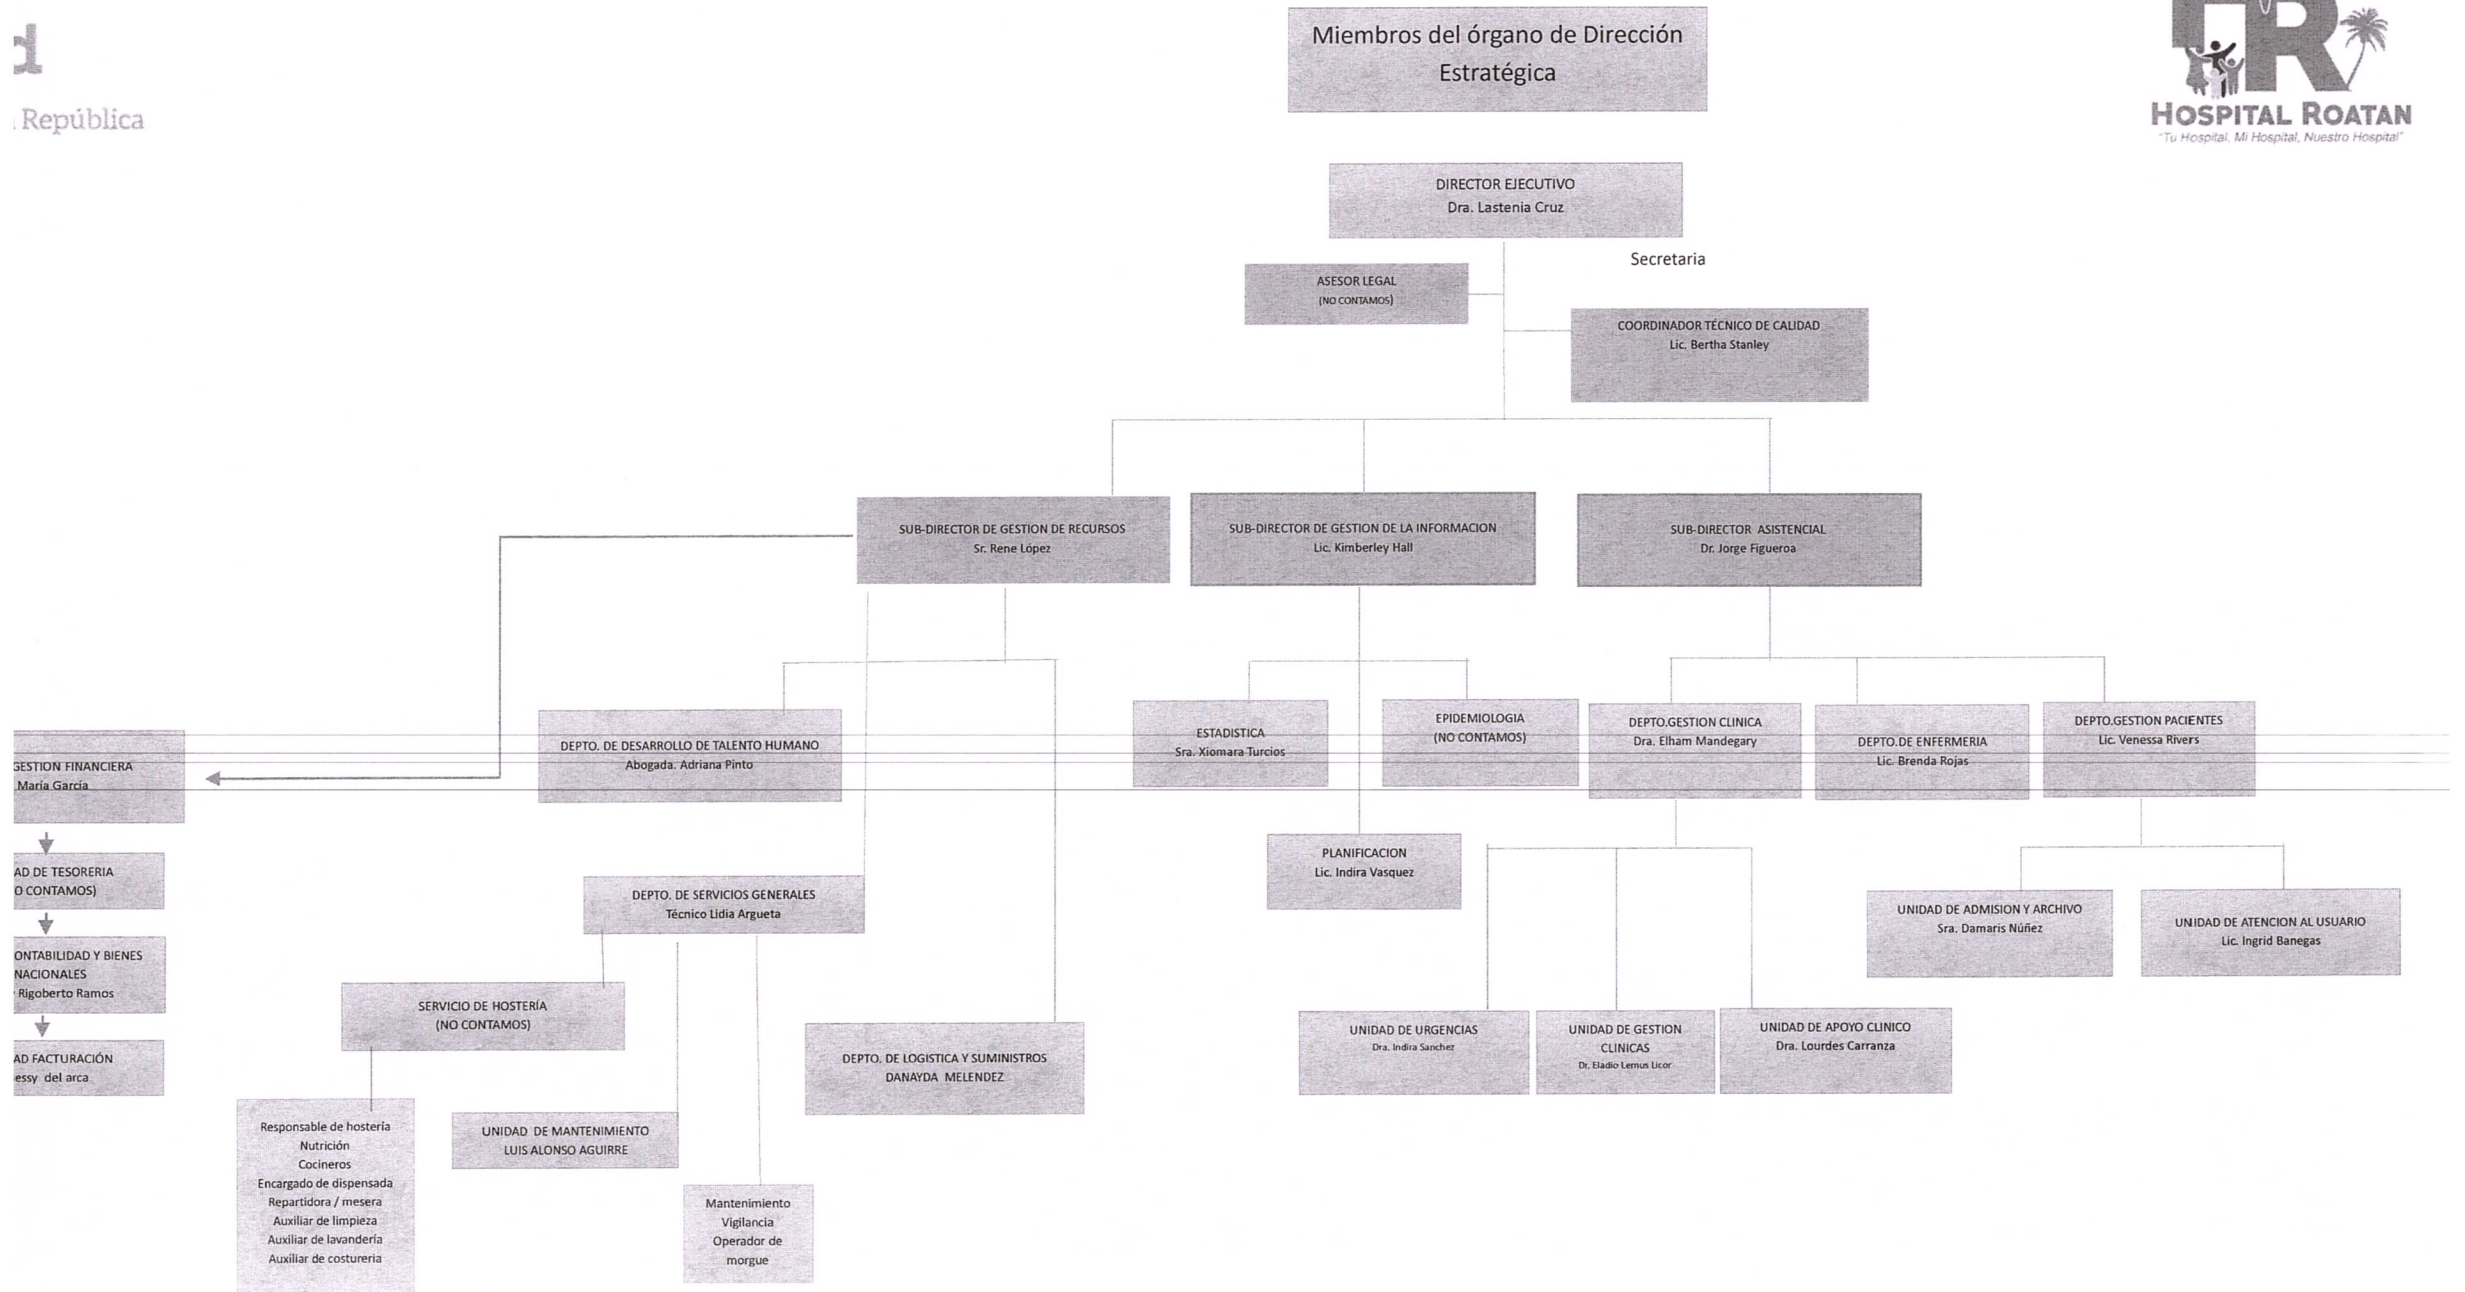 Miembros del órgano de Dirección
Estratégica
República
HOSPITAL ROATAN
"Tu Hospital, Mi Hospital, Nuestro Hospital"
DIRECTOR EJECUTIVO
Dra. Lastenia Cruz
Secretaria
ASESOR LEGAL
(NO CONTAMOS)
COORDINADOR TÉCNICO DE CALIDAD
Lic. Bertha Stanley
SUB-DIRECTOR DE GESTION DE RECURSOS
Sr. Rene López
SUB-DIRECTOR DE GESTION DE LA INFORMACION
Lic. Kimberley Hall
SUB-DIRECTOR ASISTENCIAL
Dr. Jorge Figueroa
GESTION FINANCIERA
María García
DEPTO. DE DESARROLLO DE TALENTO HUMANO
Abogada. Adriana Pinto
ESTADISTICA
Sra. Xiomara Turcios
EPIDEMIOLOGIA
(NO CONTAMOS)
DEPTO.GESTION CLINICA
Dra. Elham Mandegary
DEPTO.DE ENFERMERIA
Lic. Brenda Rojas
DEPTO.GESTION PACIENTES
Lic. Venessa Rivers
AD DE TESORERIA
O CONTAMOS)
ONTABILIDAD Y BIENES
NACIONALES
Rigoberto Ramos
AD FACTURACIÓN
essy del arca
DEPTO. DE SERVICIOS GENERALES
Técnico Lidia Argueta
PLANIFICACION
Lic. Indira Vasquez
UNIDAD DE ADMISION Y ARCHIVO
Sra. Damaris Núñez
UNIDAD DE ATENCION AL USUARIO
Lic. Ingrid Banegas
SERVICIO DE HOSTERÍA
(NO CONTAMOS)
DEPTO. DE LOGISTICA Y SUMINISTROS
DANAYDA MELENDEZ
UNIDAD DE URGENCIAS
Dra. Indira Sanchez
UNIDAD DE GESTION
CLINICAS
Dr. Eladio Lemus Licor
UNIDAD DE APOYO CLINICO
Dra. Lourdes Carranza
Responsable de hostería
Nutrición
Cocineros
Encargado de dispensada
Repartidora / mesera
Auxiliar de limpieza
Auxiliar de lavandería
Auxiliar de costureria
UNIDAD DE MANTENIMIENTO
LUIS ALONSO AGUIRRE
Mantenimiento
Vigilancia
Operador de
morgue